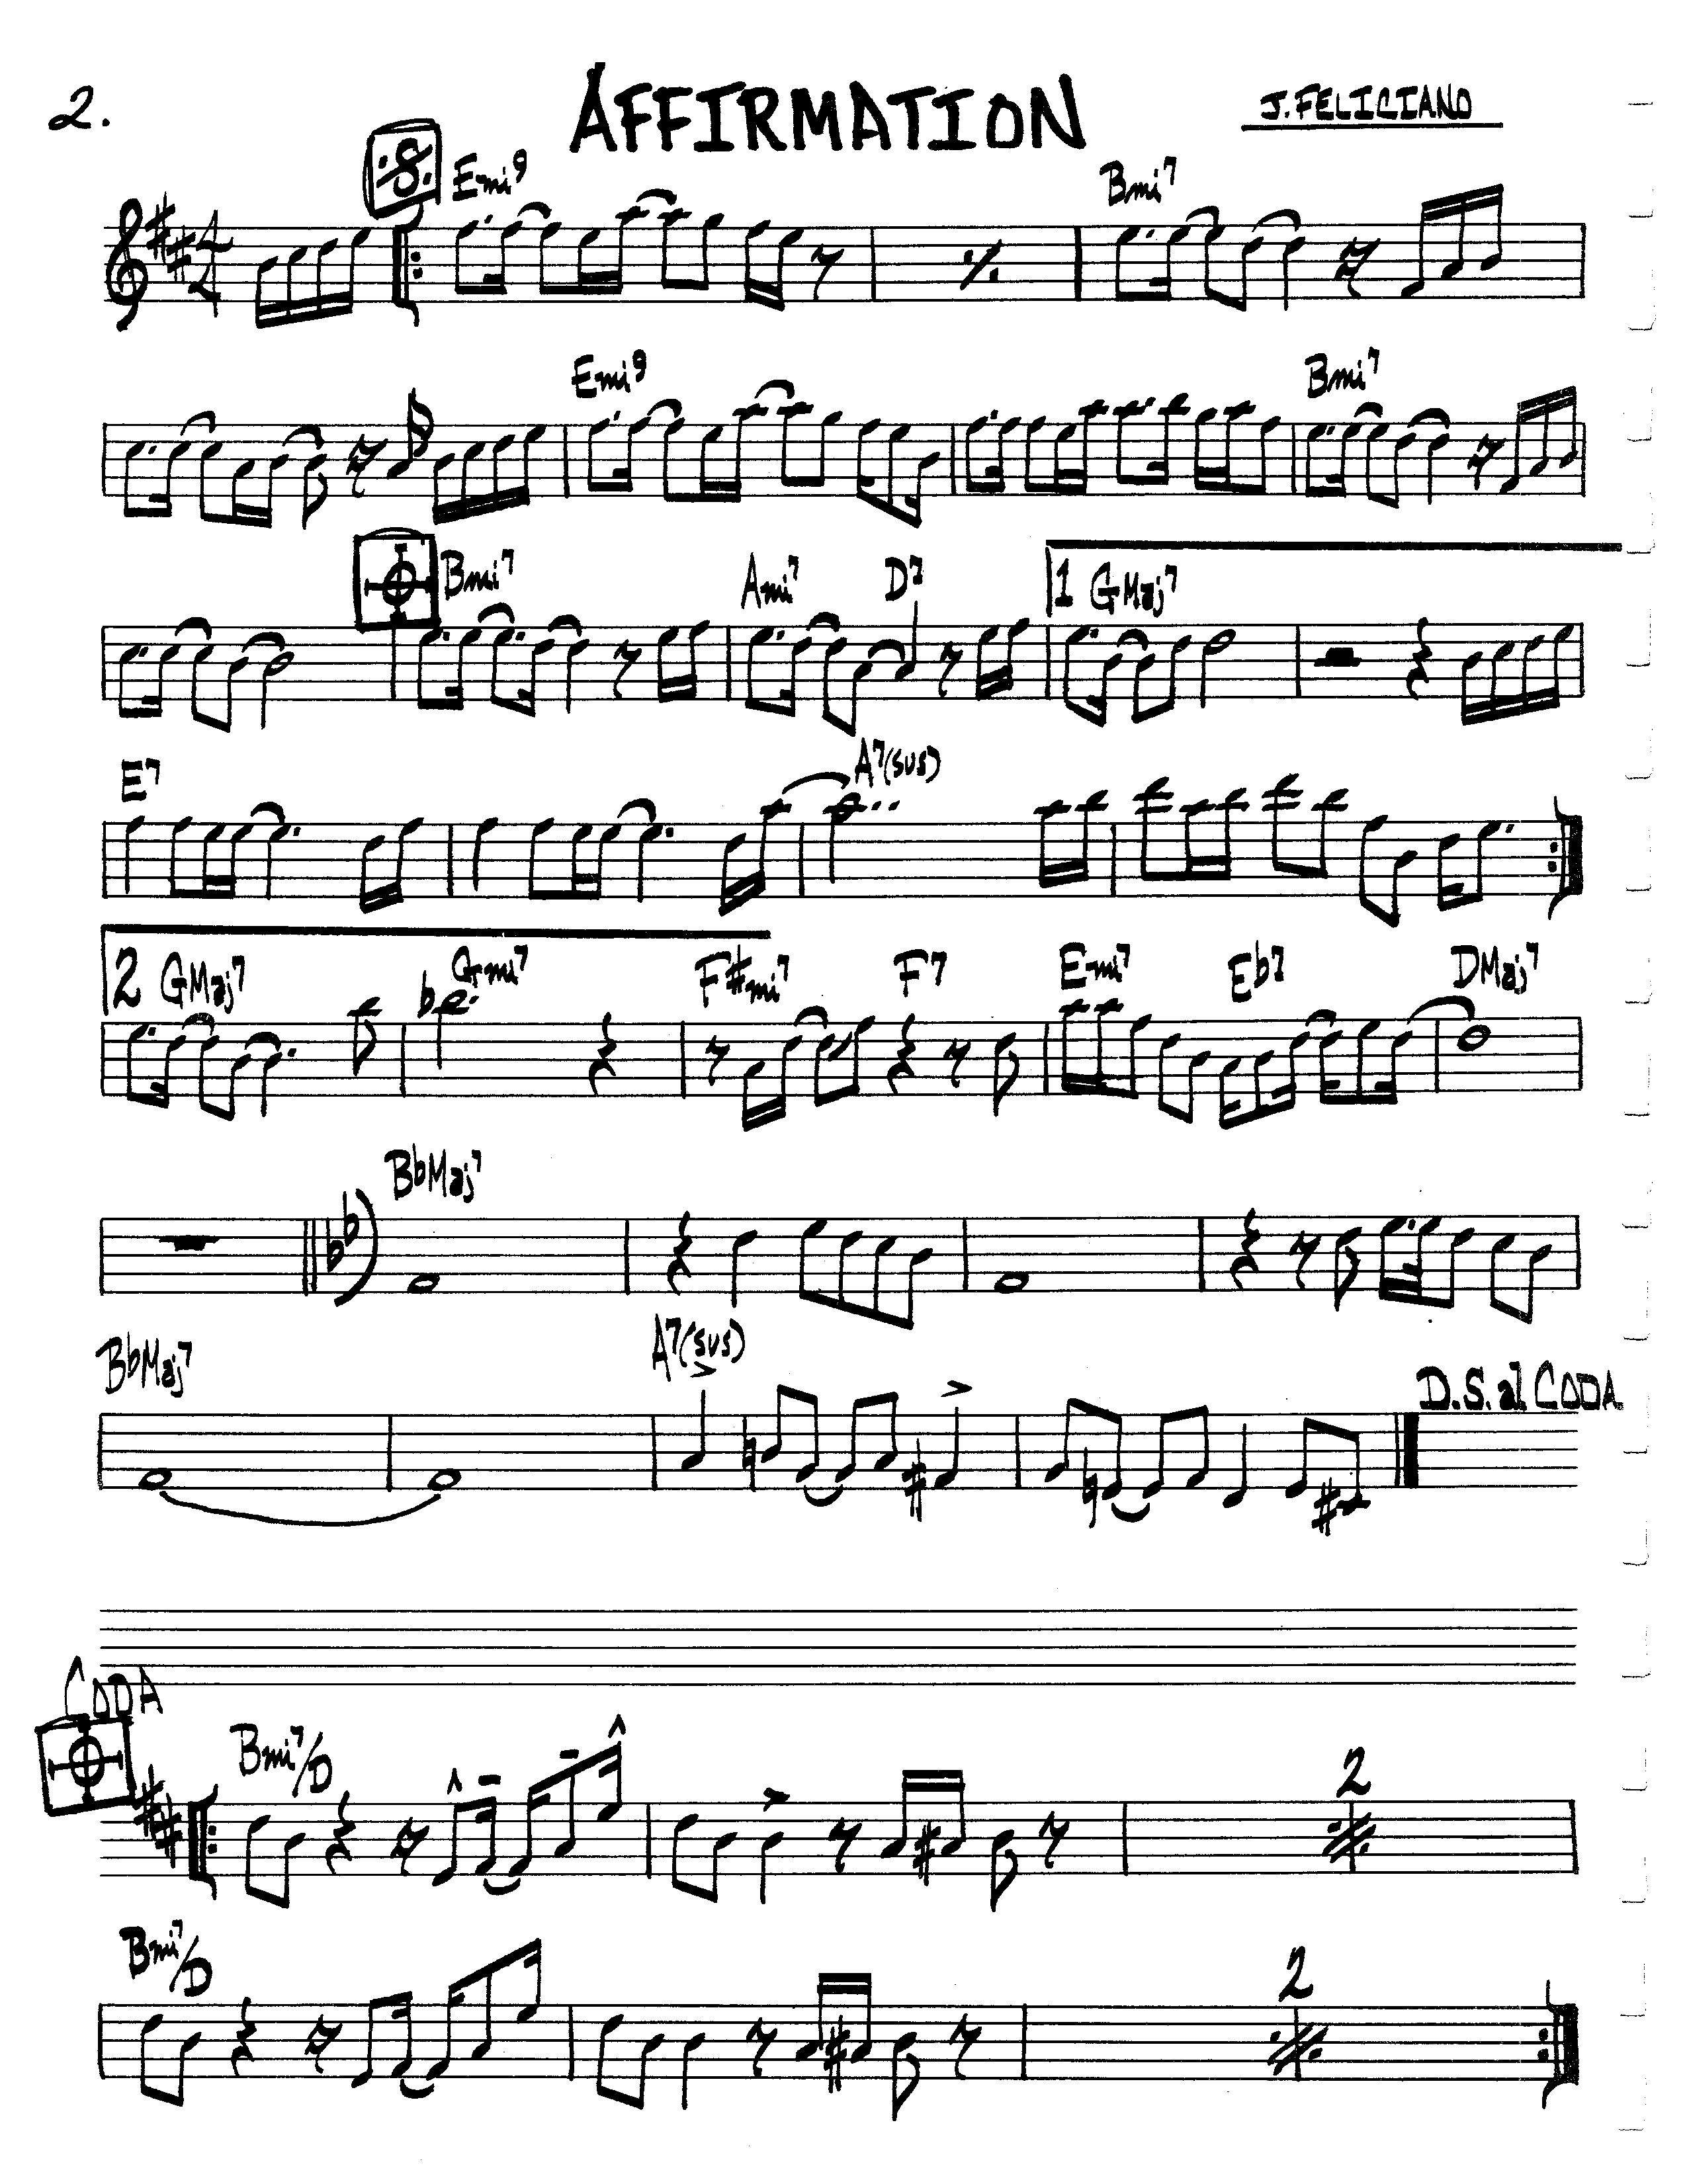 2.
AFFIRMATION
J. FELICIANO
Emi9 Bmi7
Emi9 Bmi7
Bmi7 Ami7 D7 1 GMaj7
E7 A7(sus)
2 GMaj7 Gmi7 F#mi7 F7 Emi7 Eb7 DMaj7
BbMaj7
BbMaj7 A7(sus)
D.S. al CODA
CODA
Bmi7/D 2
Bmi7/D 2